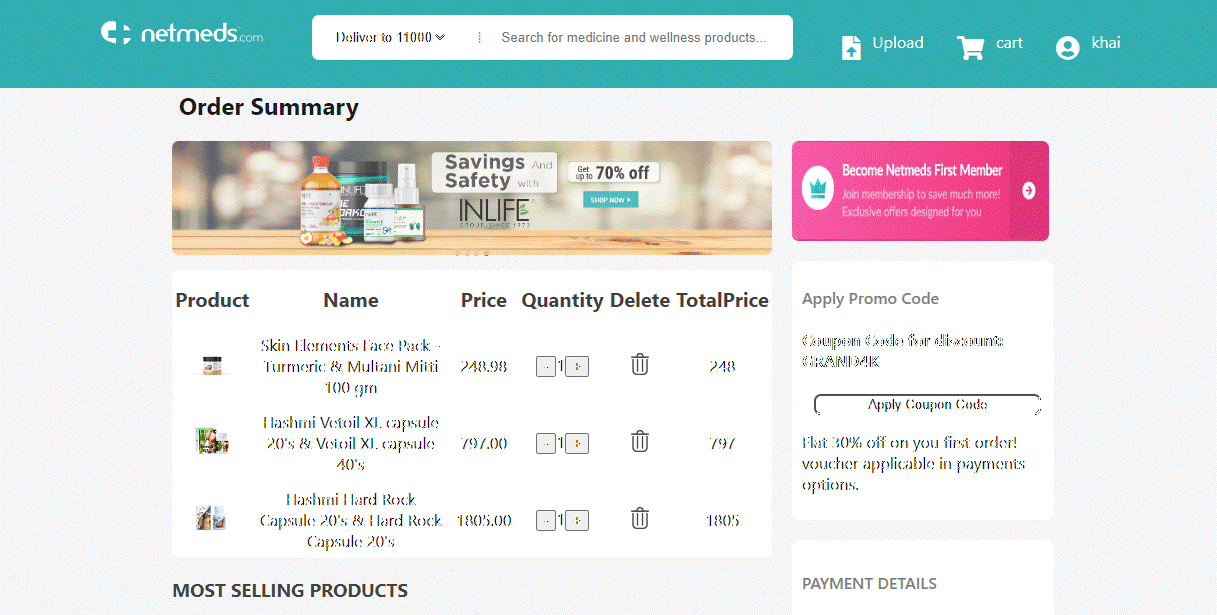 netmeds.com
Deliver to 11000
Search for medicine and wellness products...
Upload
cart
khai
Order Summary
Savings And
Safety with
INLIFE
GROUP, SINCE 1973
Get
up to 70% off
SHOP NOW
Become Netmeds First Member
Join membership to save much more!
Exclusive offers designed for you
Product Name Price Quantity Delete TotalPrice
Skin Elements Face Pack -
Turmeric & Multani Mitti
100 gm
248.98 - 1 + 248
Hashmi Vetoil XL capsule
20's & Vetoil XL capsule
40's
797.00 - 1 + 797
Hashmi Hard Rock
Capsule 20's & Hard Rock
Capsule 20's
1805.00 - 1 + 1805
Apply Promo Code
Coupon Code for discount:
GRAND4K
Apply Coupon Code
Flat 30% off on you first order!
voucher applicable in payments
options.
MOST SELLING PRODUCTS
PAYMENT DETAILS